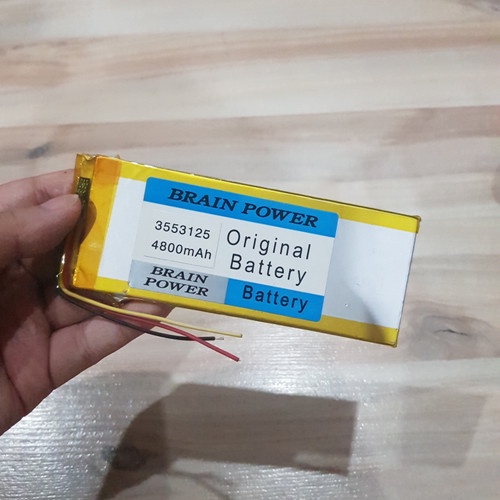 BRAIN POWER
3553125
4800mAh
Original
Battery
BRAIN
POWER
Battery